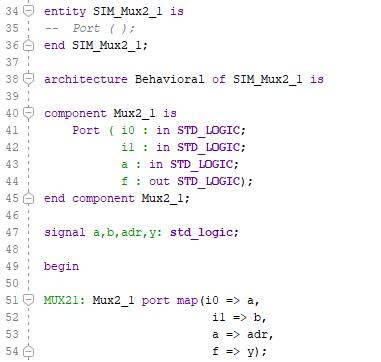 34 entity SIM_Mux2_1 is
35 -- Port ( );
36 end SIM_Mux2_1;
37
38 architecture Behavioral of SIM_Mux2_1 is
39
40 component Mux2_1 is
41 Port ( i0 : in STD_LOGIC;
42 i1 : in STD_LOGIC;
43 a : in STD_LOGIC;
44 f : out STD_LOGIC);
45 end component Mux2_1;
46
47 signal a,b,adr,y: std_logic;
48
49 begin
50
51 MUX21: Mux2_1 port map(i0 => a,
52 i1 => b,
53 a => adr,
54 f => y);